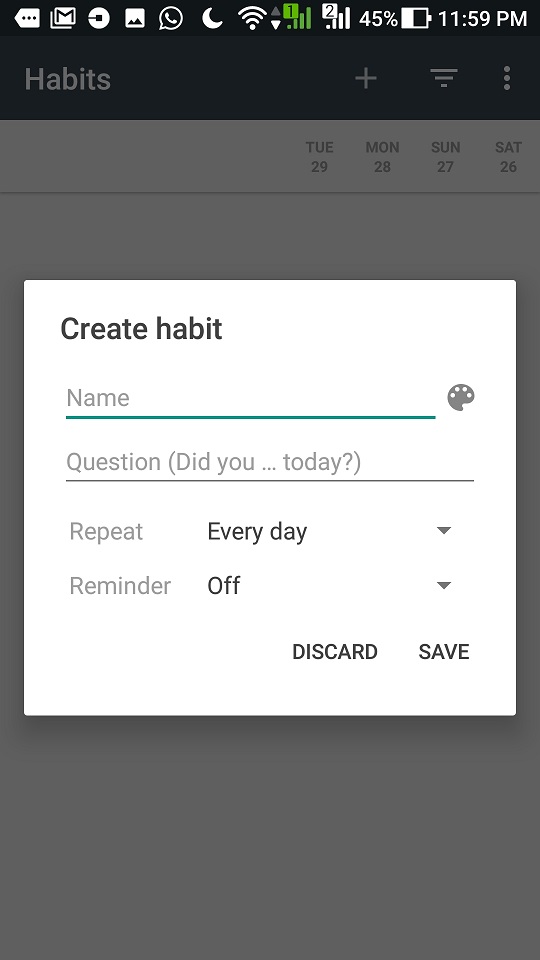 1 2 45% 11:59 PM
Habits
TUE MON SUN SAT
29 28 27 26
Create habit
Name
Question (Did you … today?)
Repeat Every day
Reminder Off
DISCARD SAVE